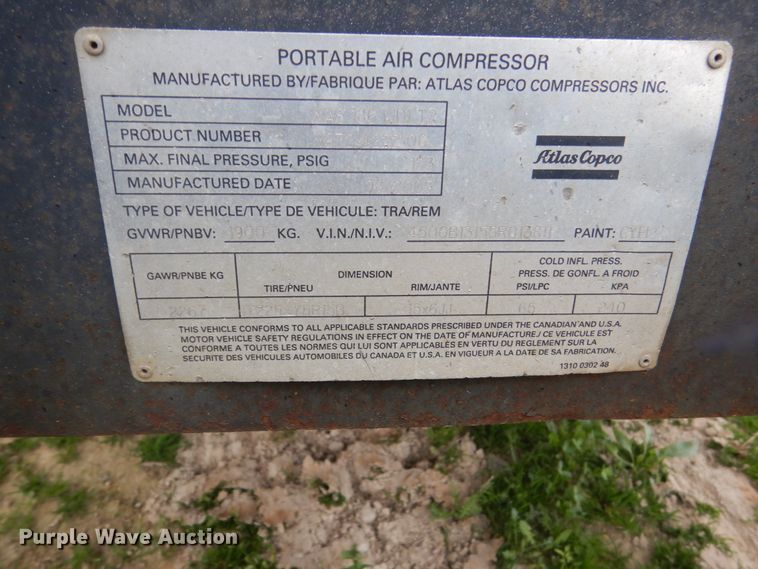 PORTABLE AIR COMPRESSOR
MANUFACTURED BY/FABRIQUE PAR: ATLAS COPCO COMPRESSORS INC.
MODEL
PRODUCT NUMBER
MAX. FINAL PRESSURE, PSIG
MANUFACTURED DATE
Atlas Copco
TYPE OF VEHICLE/TYPE DE VEHICULE: TRA/REM
GVWR/PNBV: 1900 KG. V.I.N./N.I.V.: PAINT:
GAWR/PNBE KG
DIMENSION
TIRE/PNEU RIM/JANTE
COLD INFL. PRESS.
PRESS. DE GONFL. A FROID
PSI/LPC KPA
65
THIS VEHICLE CONFORMS TO ALL APPLICABLE STANDARDS PRESCRIBED UNDER THE CANADIAN AND U.S.A.
MOTOR VEHICLE SAFETY REGULATIONS IN EFFECT ON THE DATE OF MANUFACTURE./ CE VEHICULE EST
CONFORME A TOUTES LES NORMES QUI LUI SONT APPLICABLES EN VERTU DU REGLEMENT SUR LA
SECURITE DES VEHICULES AUTOMOBILES DU CANADA ET U.S.A. EN VIGUEUR A LA DATE DE SA FABRICATION.
1310 0302 48
Purple Wave Auction